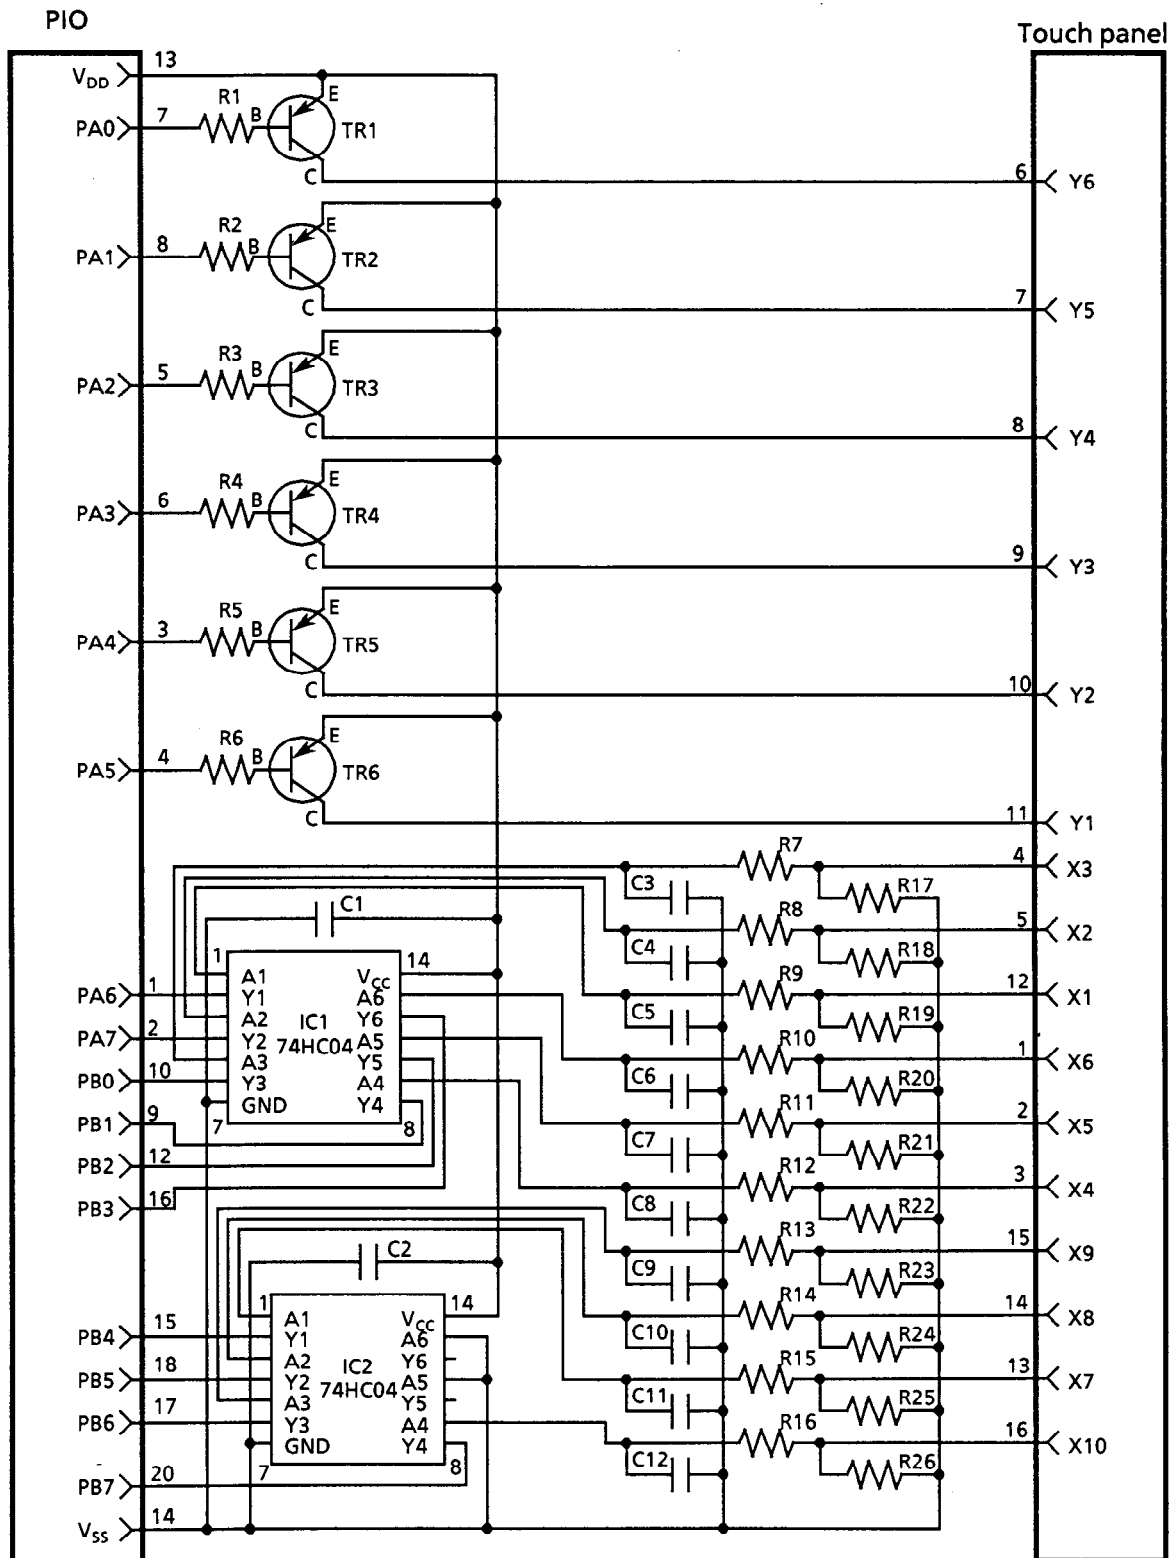 PIO
Touch panel
VDD 13
R1 B E
PA0 7 TR1
C 6 Y6
R2 B E
PA1 8 TR2
C 7 Y5
R3 B E
PA2 5 TR3
C 8 Y4
R4 B E
PA3 6 TR4
C 9 Y3
R5 B E
PA4 3 TR5
C 10 Y2
R6 B E
PA5 4 TR6
C 11 Y1
R7 4 X3
C3 R17
C1 R8 5 X2
1 14 C4 R18
A1 VCC R9 12 X1
PA6 1 Y1 A6
A2 IC1 Y6 C5 R19
PA7 2 Y2 74HC04 A5 R10 1 X6
A3 Y5 C6 R20
PB0 10 Y3 A4 R11
GND Y4
PB1 9 7 8 2 X5
C7 R21
PB2 12 R12
PB3 16 3 X4
C8 R22
R13 15 X9
C2 C9 R23
1 14 R14 14 X8
A1 VCC
PB4 15 Y1 A6 C10 R24
A2 IC2 Y6 R15
PB5 18 Y2 74HC04 A5 13 X7
A3 Y5 C11 R25
PB6 17 Y3 A4 R16
GND Y4 16 X10
7 8 C12 R26
PB7 20
VSS 14